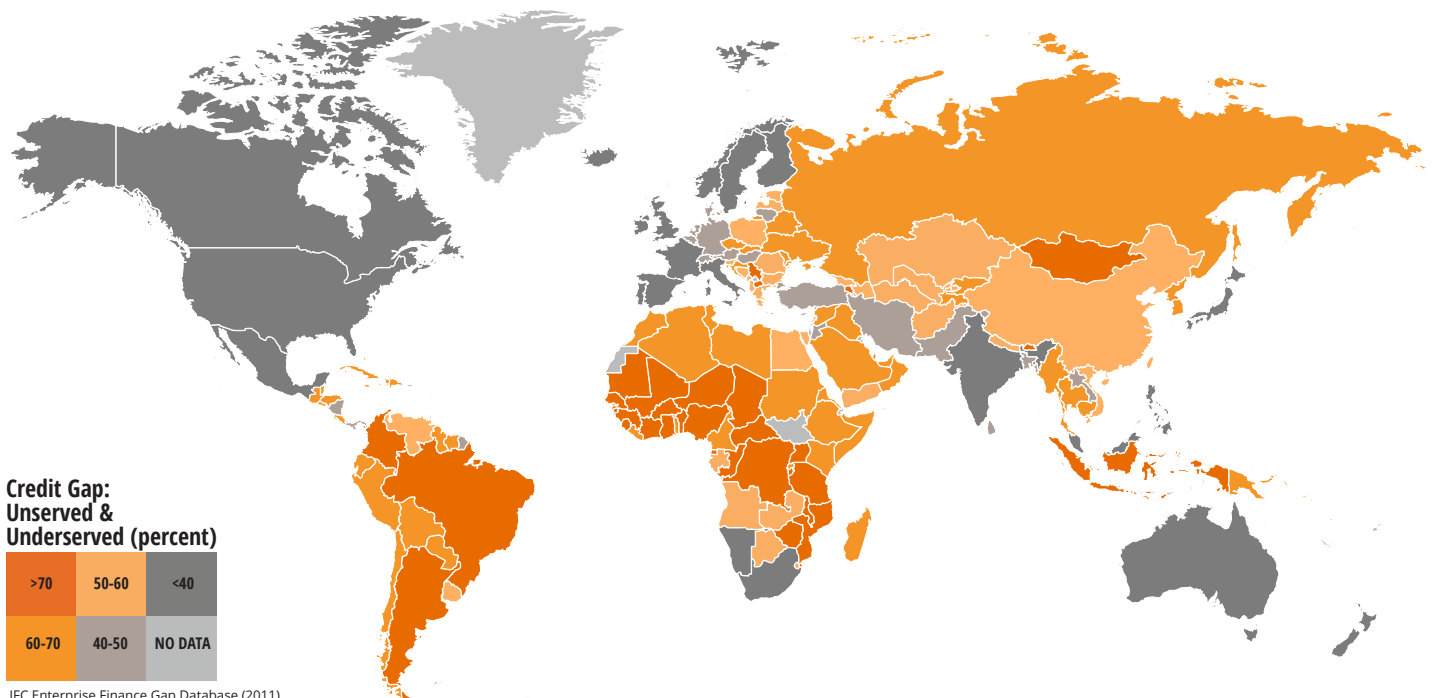 Credit Gap:
Unserved &
Underserved (percent)
>70 50-60 <40
60-70 40-50 NO DATA
IFC Enterprise Finance Gap Database (2011)